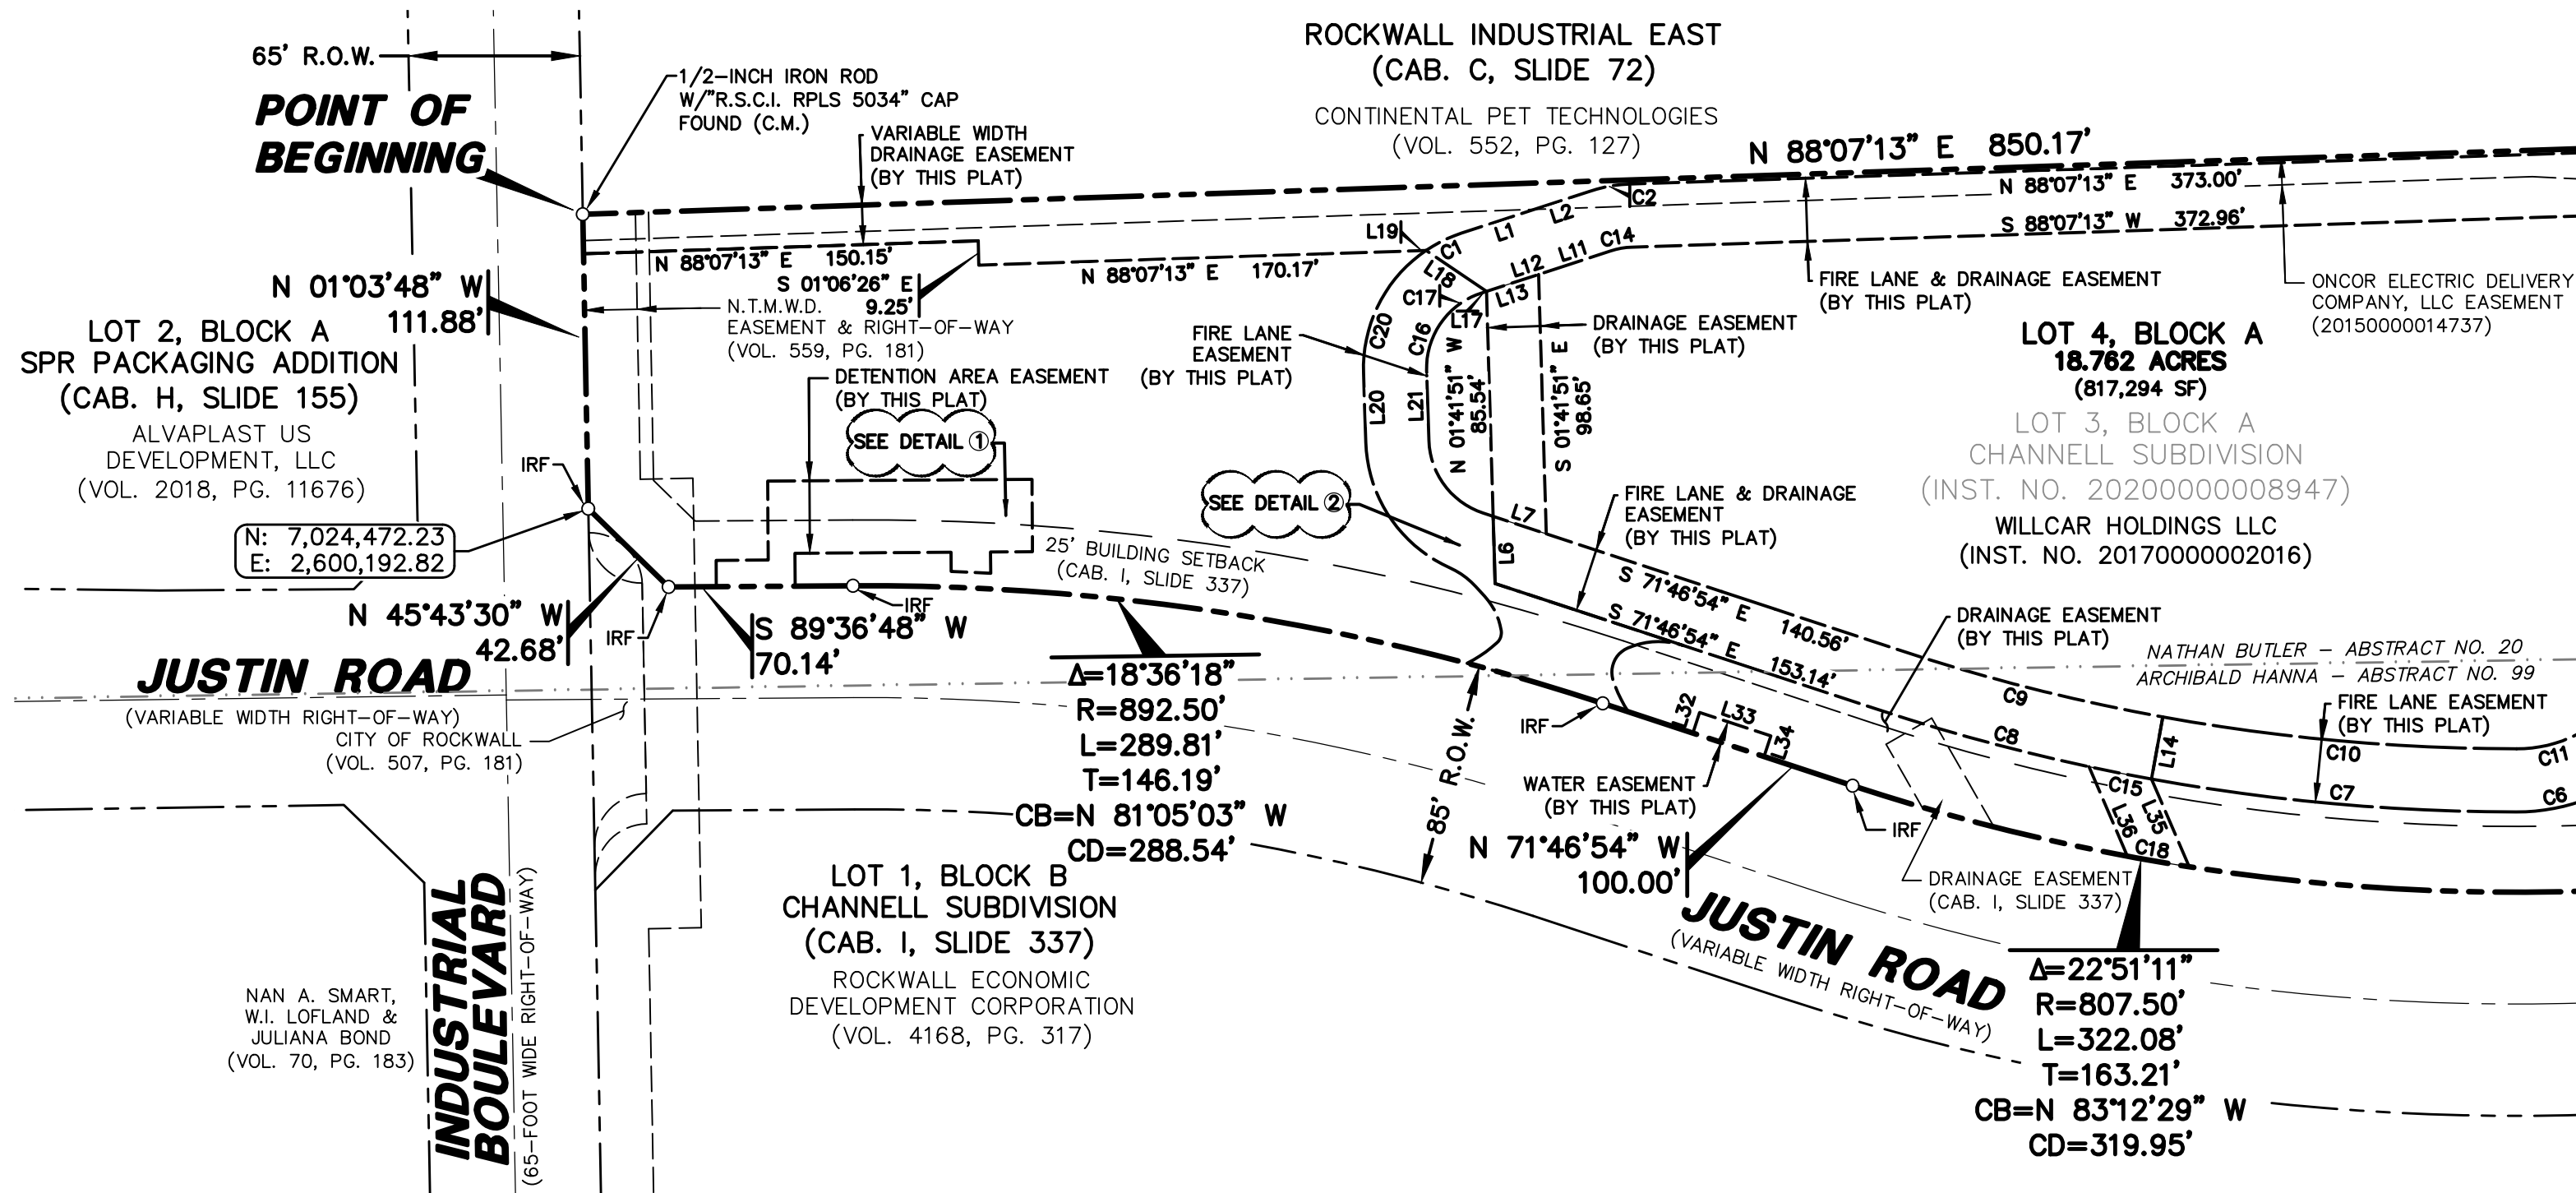 65' R.O.W.
POINT OF
BEGINNING
1/2-INCH IRON ROD
W/"R.S.C.I. RPLS 5034" CAP
FOUND (C.M.)
VARIABLE WIDTH
DRAINAGE EASEMENT
(BY THIS PLAT)
ROCKWALL INDUSTRIAL EAST
(CAB. C, SLIDE 72)
CONTINENTAL PET TECHNOLOGIES
(VOL. 552, PG. 127)
N 88°07'13" E 850.17'
N 88°07'13" E 373.00'
S 88°07'13" W 372.96'
C2
L2
L1
C1
L19
L18
C14
L11
L12
L13
C17
L17
N 88°07'13" E 150.15'
S 01°06'26" E
9.25'
N 88°07'13" E 170.17'
N 01°03'48" W
111.88'
N.T.M.W.D.
EASEMENT & RIGHT-OF-WAY
(VOL. 559, PG. 181)
FIRE LANE & DRAINAGE EASEMENT
(BY THIS PLAT)
ONCOR ELECTRIC DELIVERY
COMPANY, LLC EASEMENT
(20150000014737)
LOT 2, BLOCK A
SPR PACKAGING ADDITION
(CAB. H, SLIDE 155)
ALVAPLAST US
DEVELOPMENT, LLC
(VOL. 2018, PG. 11676)
FIRE LANE
EASEMENT
(BY THIS PLAT)
C20
C16
L20
L21
N 01°41'51" W
85.54'
S 01°41'51" E
98.65'
DRAINAGE EASEMENT
(BY THIS PLAT)
LOT 4, BLOCK A
18.762 ACRES
(817,294 SF)
LOT 3, BLOCK A
CHANNELL SUBDIVISION
(INST. NO. 20200000008947)
WILLCAR HOLDINGS LLC
(INST. NO. 20170000002016)
DETENTION AREA EASEMENT
(BY THIS PLAT)
SEE DETAIL 1
SEE DETAIL 2
IRF
N: 7,024,472.23
E: 2,600,192.82
L7
L6
FIRE LANE & DRAINAGE
EASEMENT
(BY THIS PLAT)
25' BUILDING SETBACK
(CAB. I, SLIDE 337)
S 71°46'54" E 140.56'
S 71°46'54" E 153.14'
N 45°43'30" W
42.68'
IRF
S 89°36'48" W
70.14'
IRF
DRAINAGE EASEMENT
(BY THIS PLAT)
NATHAN BUTLER - ABSTRACT NO. 20
ARCHIBALD HANNA - ABSTRACT NO. 99
FIRE LANE EASEMENT
(BY THIS PLAT)
JUSTIN ROAD
(VARIABLE WIDTH RIGHT-OF-WAY)
CITY OF ROCKWALL
(VOL. 507, PG. 181)
Δ=18°36'18"
R=892.50'
L=289.81'
T=146.19'
CB=N 81°05'03" W
CD=288.54'
85' R.O.W.
IRF
L32
L33
L34
C9
C8
L14
C10
C11
C7
C6
C15
L36
L35
C18
WATER EASEMENT
(BY THIS PLAT)
N 71°46'54" W
100.00'
IRF
DRAINAGE EASEMENT
(CAB. I, SLIDE 337)
LOT 1, BLOCK B
CHANNELL SUBDIVISION
(CAB. I, SLIDE 337)
ROCKWALL ECONOMIC
DEVELOPMENT CORPORATION
(VOL. 4168, PG. 317)
JUSTIN ROAD
(VARIABLE WIDTH RIGHT-OF-WAY)
Δ=22°51'11"
R=807.50'
L=322.08'
T=163.21'
CB=N 83°12'29" W
CD=319.95'
NAN A. SMART,
W.I. LOFLAND &
JULIANA BOND
(VOL. 70, PG. 183)
INDUSTRIAL
BOULEVARD
(65-FOOT WIDE RIGHT-OF-WAY)